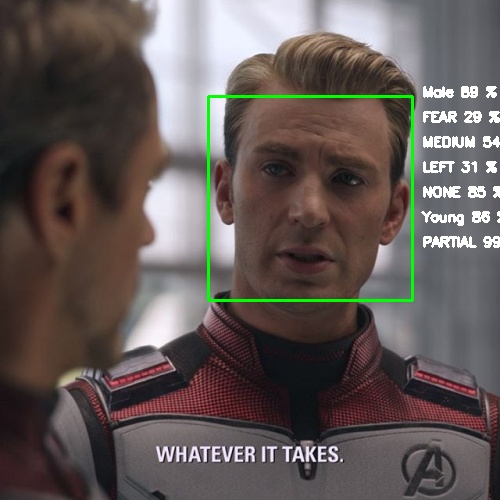 Male 89 %
FEAR 29 %
MEDIUM 54
LEFT 31 %
NONE 85 %
Young 86 %
PARTIAL 99
WHATEVER IT TAKES.